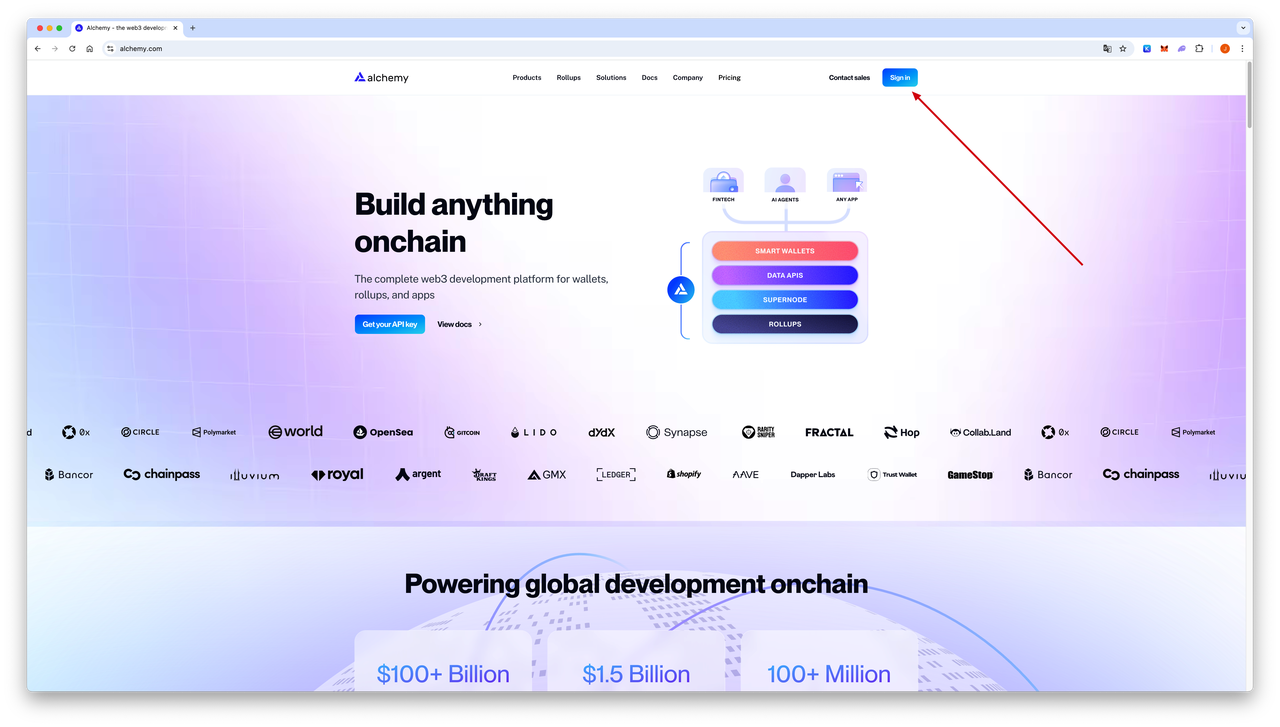 Alchemy - the web3 develop
alchemy.com
alchemy
Products
Rollups
Solutions
Docs
Company
Pricing
Contact sales
Sign in
Build anything
onchain
The complete web3 development platform for wallets,
rollups, and apps
Get your API key
View docs
FINTECH
AI AGENTS
ANY APP
SMART WALLETS
DATA APIS
SUPERNODE
ROLLUPS
d
0x
CIRCLE
Polymarket
world
OpenSea
GITCOIN
LIDO
dYdX
Synapse
RARITY
SNIPER
FRACTAL
Hop
Collab.Land
0x
CIRCLE
Polymarket
Bancor
chainpass
illuvium
royal
argent
DRAFT
KINGS
GMX
LEDGER
shopify
AAVE
Dapper Labs
Trust Wallet
GameStop
Bancor
chainpass
illuviu
Powering global development onchain
$100+ Billion
$1.5 Billion
100+ Million